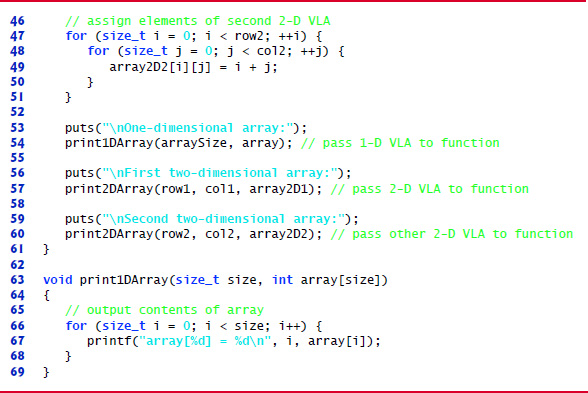 46 // assign elements of second 2-D VLA
47 for (size_t i = 0; i < row2; ++i) {
48 for (size_t j = 0; j < col2; ++j) {
49 array2D2[i][j] = i + j;
50 }
51 }
52
53 puts("\nOne-dimensional array:");
54 print1DArray(arraySize, array); // pass 1-D VLA to function
55
56 puts("\nFirst two-dimensional array:");
57 print2DArray(row1, col1, array2D1); // pass 2-D VLA to function
58
59 puts("\nSecond two-dimensional array:");
60 print2DArray(row2, col2, array2D2); // pass other 2-D VLA to function
61 }
62
63 void print1DArray(size_t size, int array[size])
64 {
65 // output contents of array
66 for (size_t i = 0; i < size; i++) {
67 printf("array[%d] = %d\n", i, array[i]);
68 }
69 }